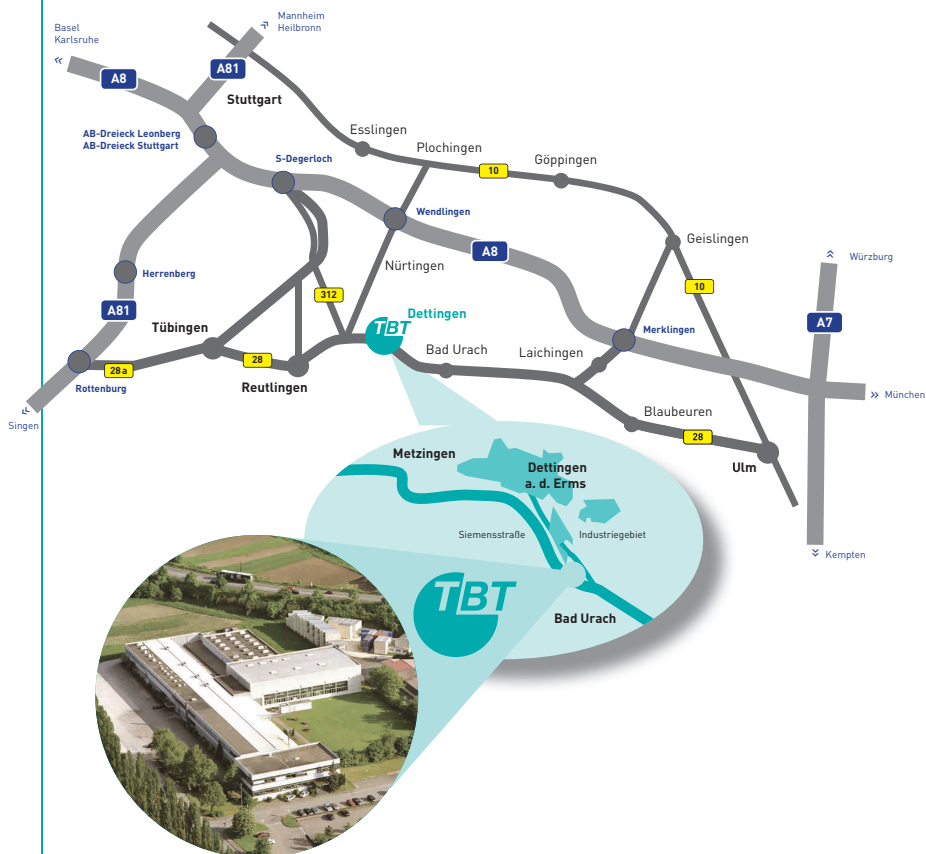 Mannheim
Heilbronn
Basel
Karlsruhe
A8
A81
Stuttgart
AB-Dreieck Leonberg
AB-Dreieck Stuttgart
Esslingen
Plochingen
S-Degerloch
10
Göppingen
Wendlingen
Geislingen
A8
Würzburg
Herrenberg
Nürtingen
10
312
A81
Dettingen
TBT
A7
Tübingen
Merklingen
Bad Urach
Laichingen
28
28a
Rottenburg
Reutlingen
München
Singen
Blaubeuren
28
Ulm
Metzingen
Dettingen
a. d. Erms
Siemensstraße
Industriegebiet
Kempten
TBT
Bad Urach